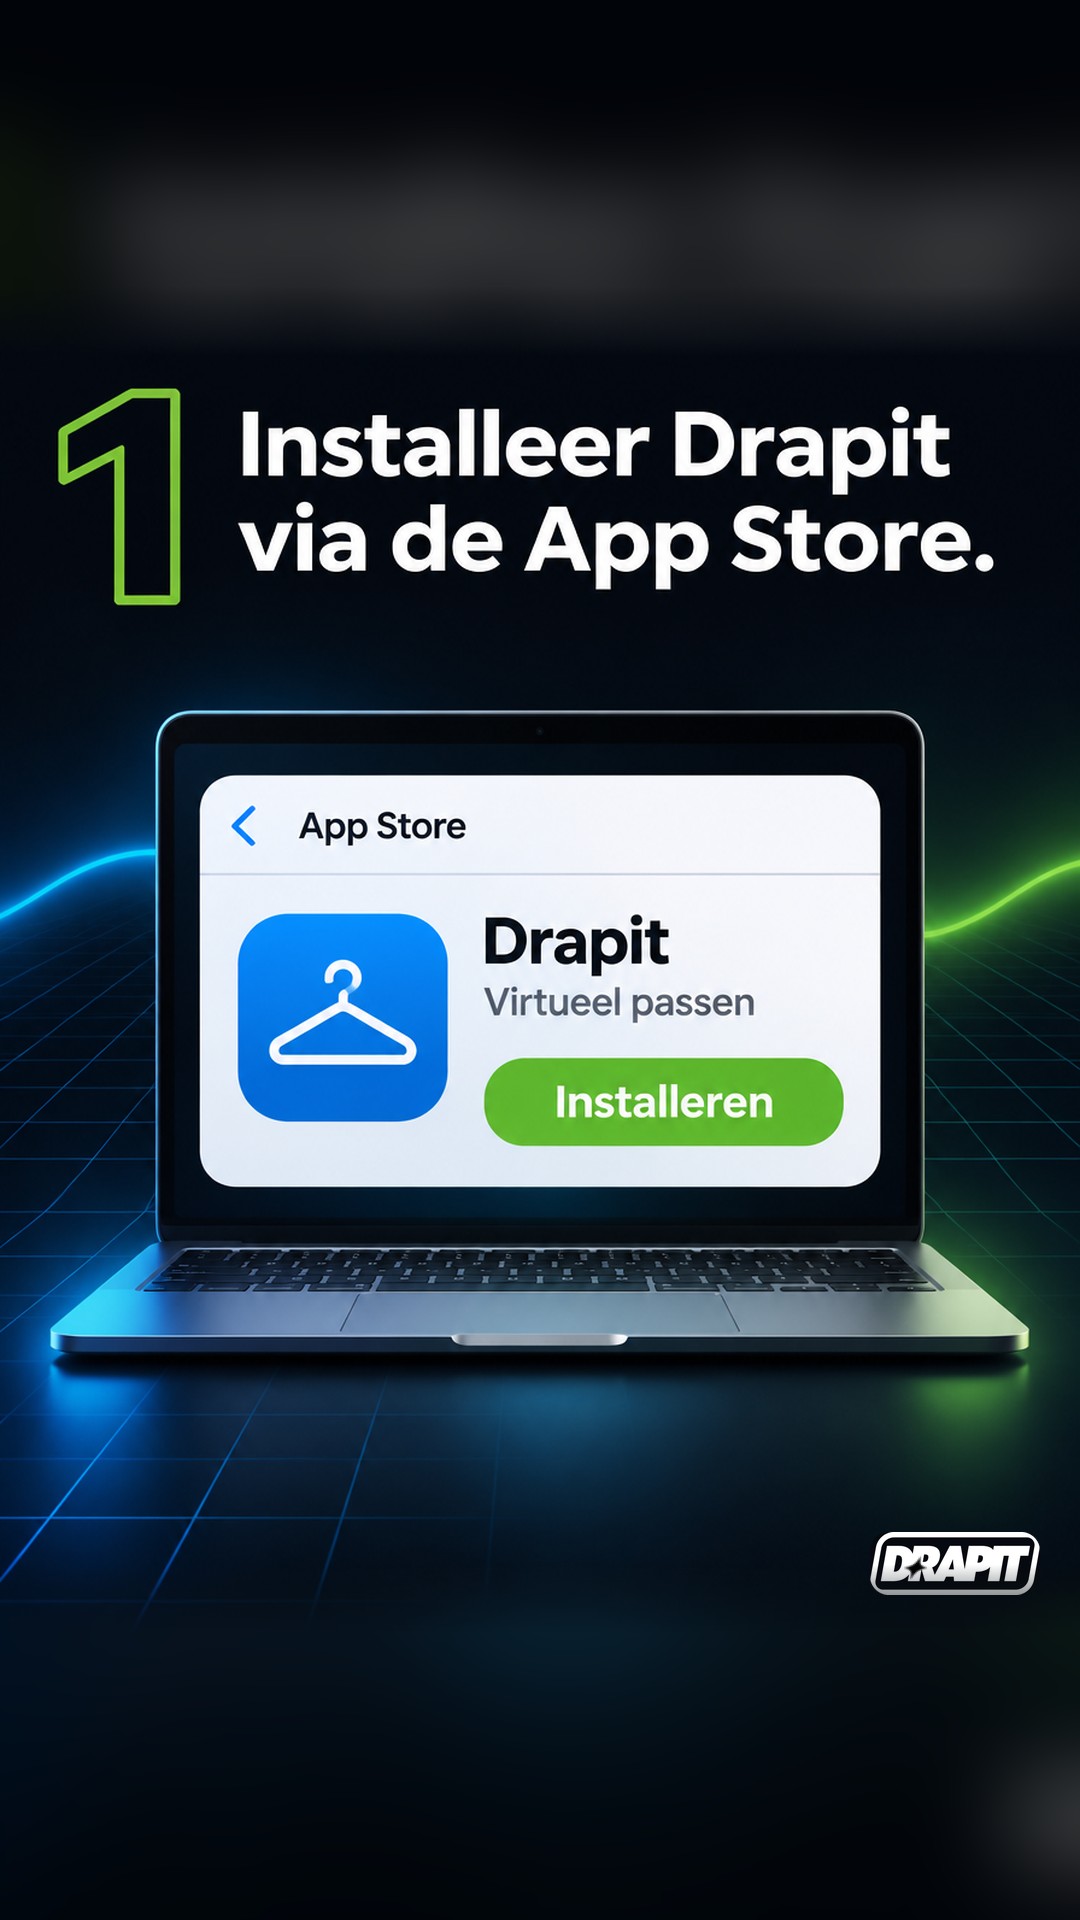 1
Installeer Drapit
via de App Store.
App Store
Drapit
Virtueel passen
Installeren
DRAPIT